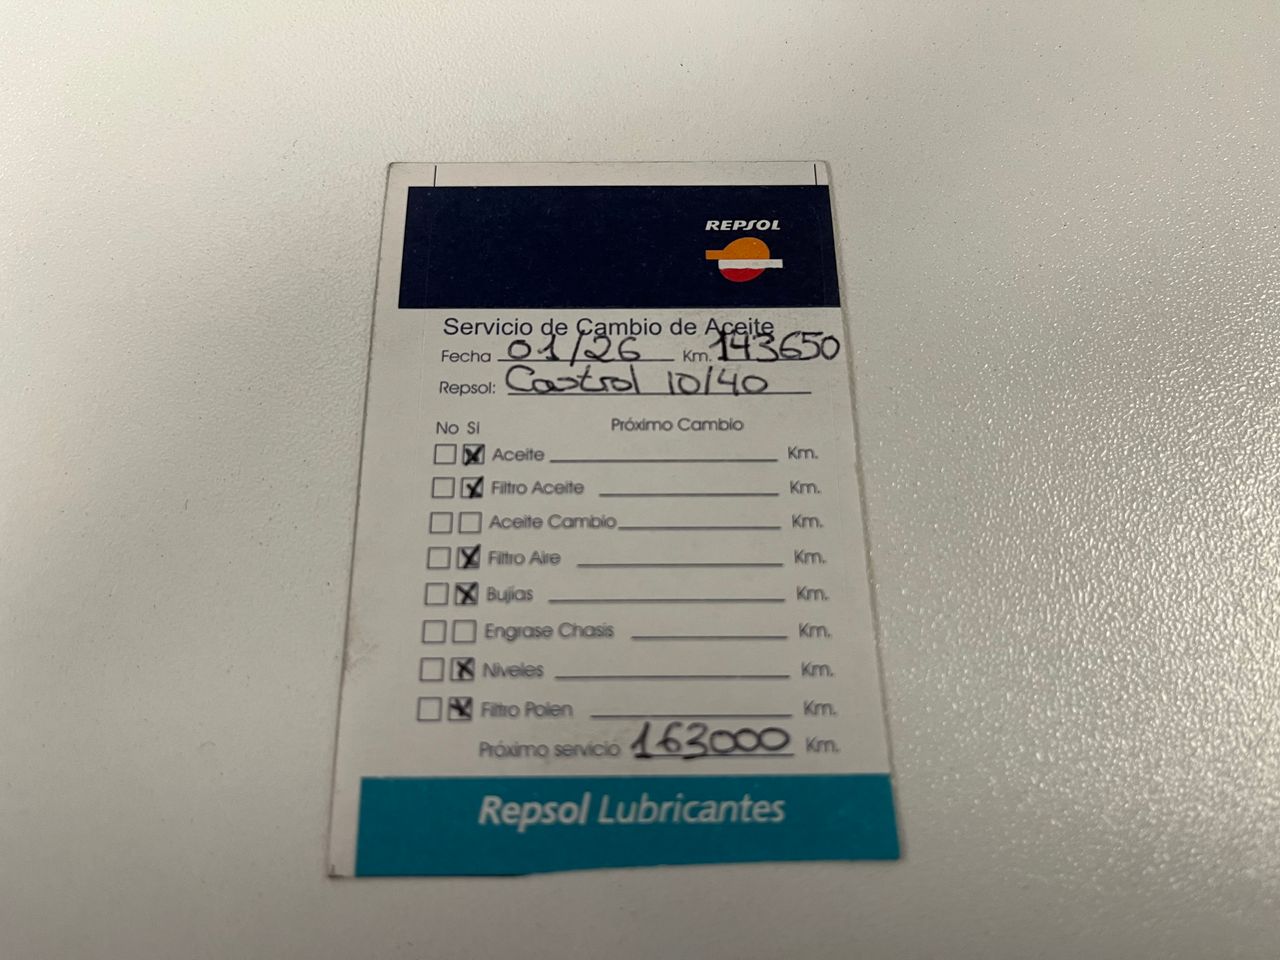 REPSOL
Servicio de Cambio de Aceite
Fecha 01/26 Km. 143650
Repsol: Castrol 10/40
No Si Próximo Cambio
Aceite Km.
Filtro Aceite Km.
Aceite Cambio Km.
Filtro Aire Km.
Bujías Km.
Engrase Chasis Km.
Niveles Km.
Filtro Polen Km.
Próximo servicio 163000 Km.
Repsol Lubricantes